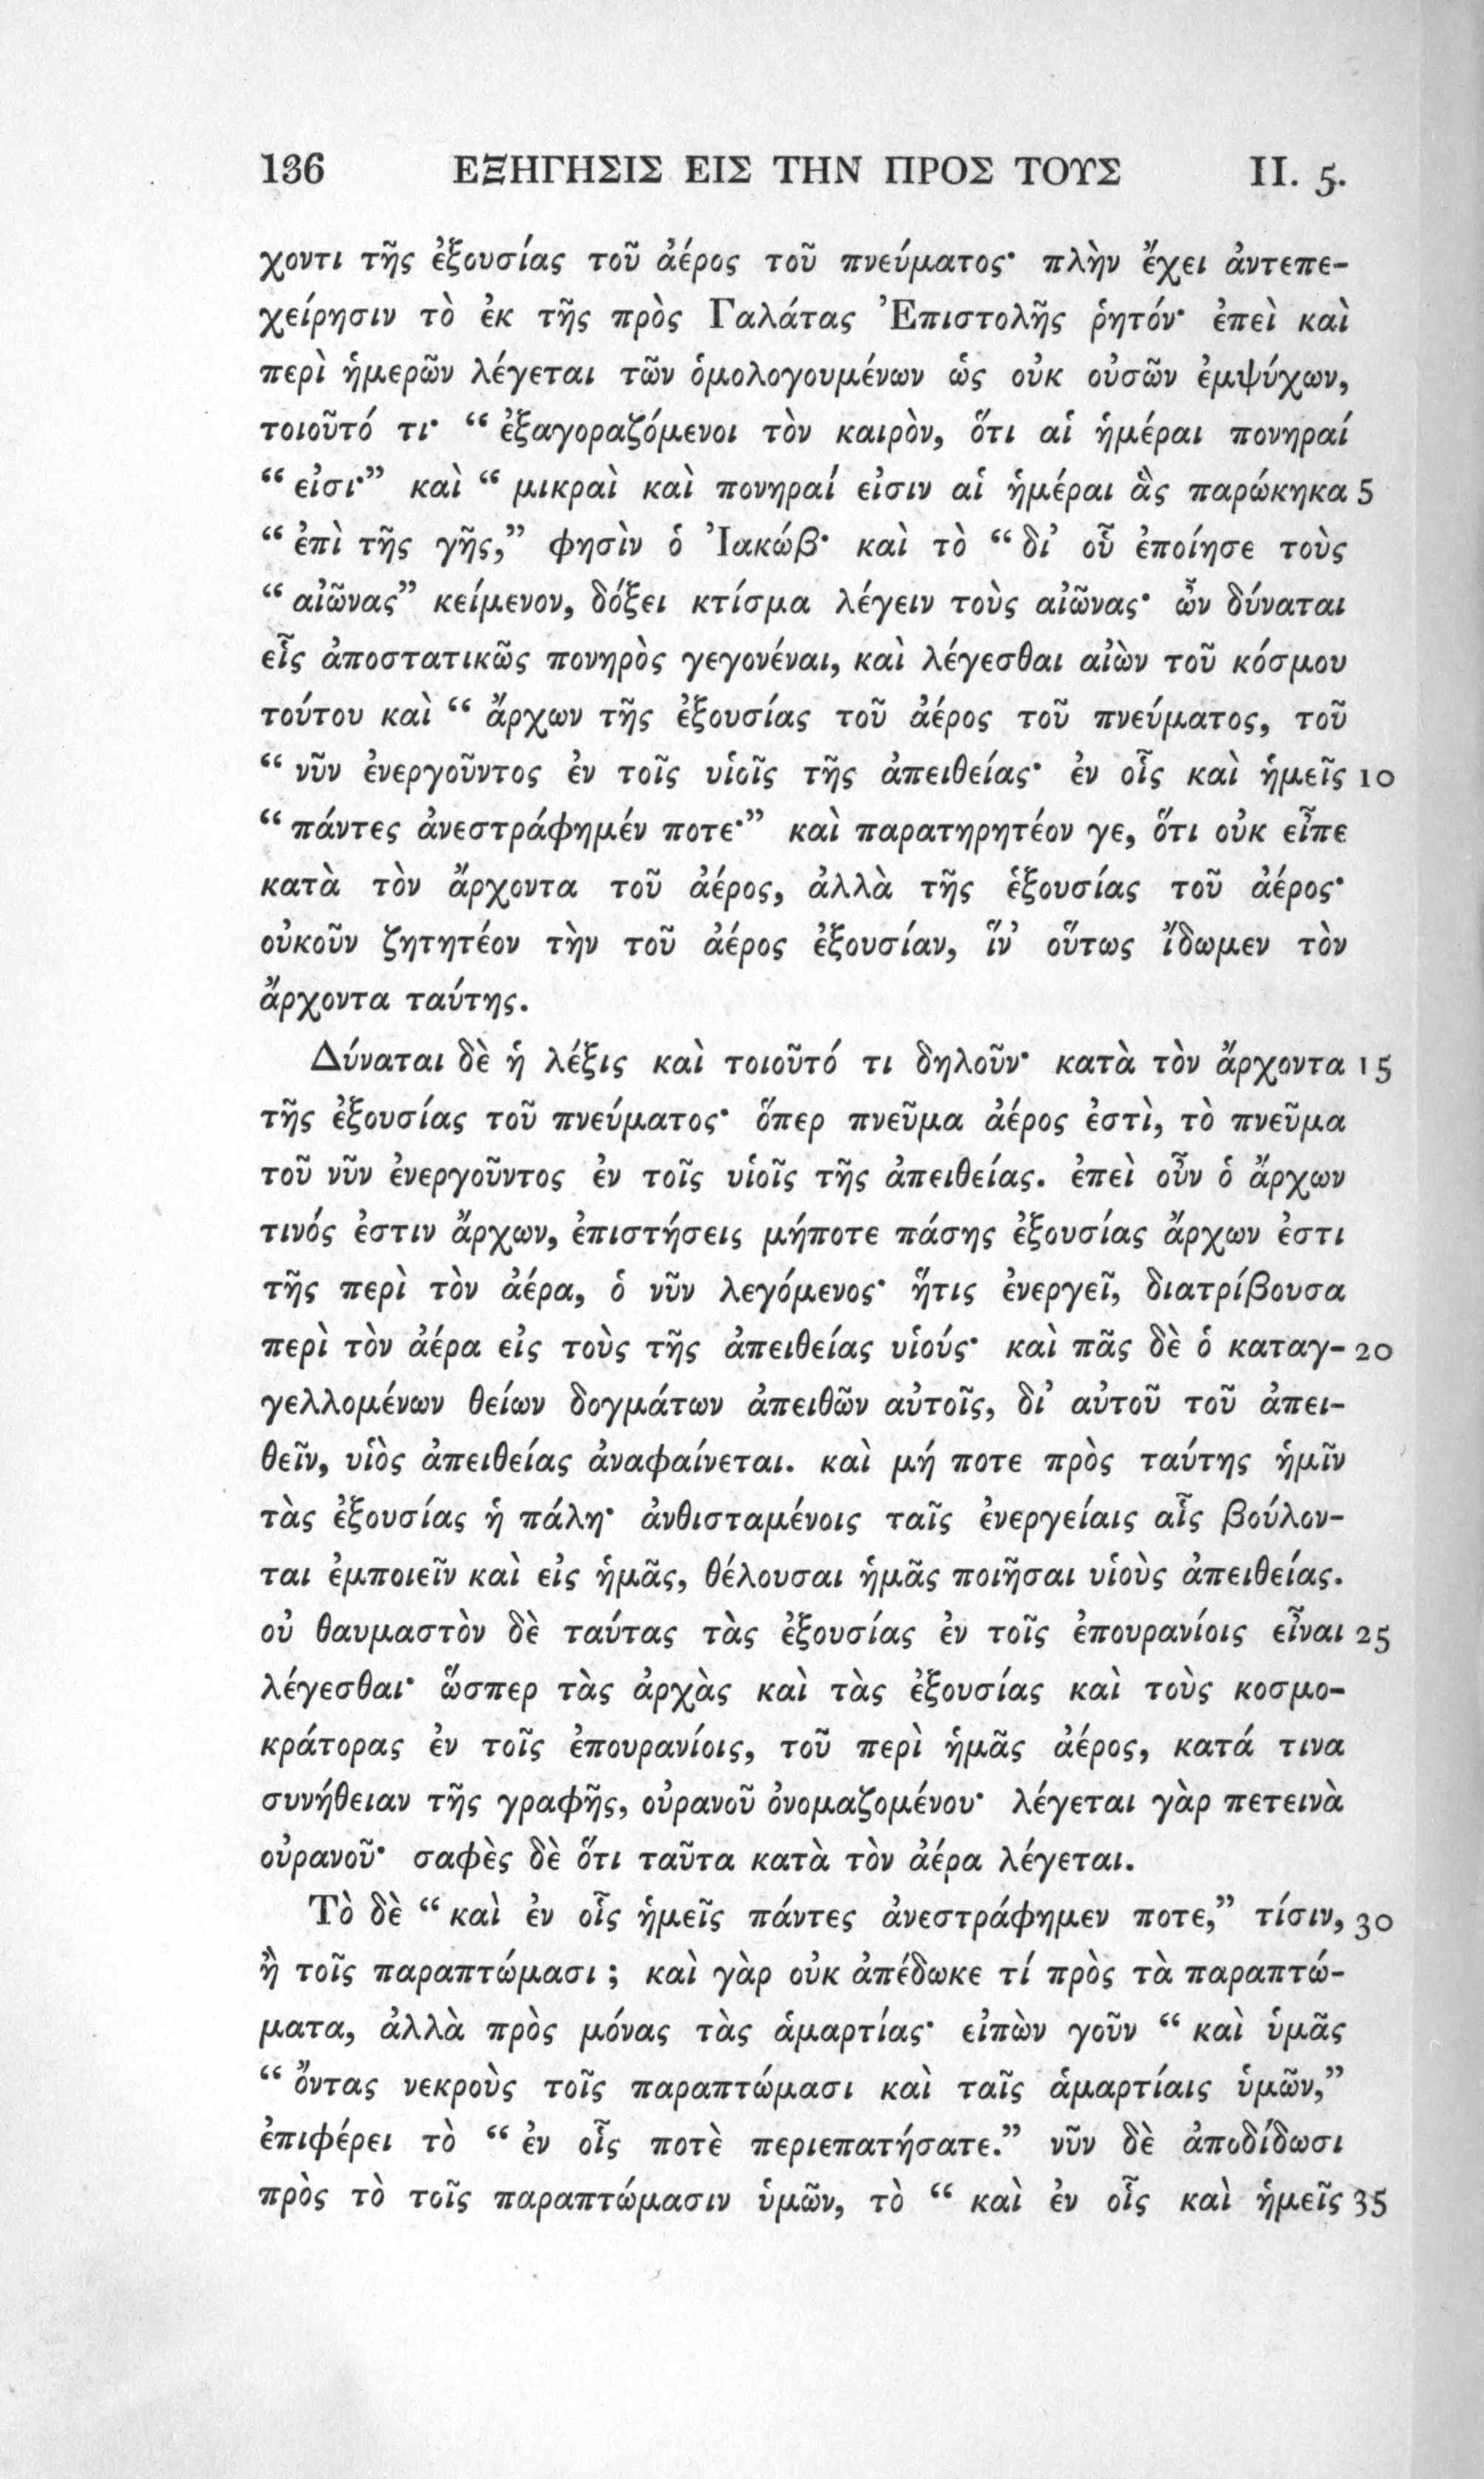 136 ΕΞΗΓΗΣΙΣ ΕΙΣ ΤΗΝ ΠΡΟΣ ΤΟΥΣ II. 5.
χοντι τῆς ἐξουσίας τοῦ ἀέρος τοῦ πνεύματος· πλὴν ἔχει ἀντεπε-
χείρησιν τὸ ἐκ τῆς πρὸς Γαλάτας Ἐπιστολῆς ῥητόν· ἐπεὶ καὶ
περὶ ἡμερῶν λέγεται τῶν ὁμολογουμένων ὡς οὐκ οὐσῶν ἐμψύχων,
τοιοῦτό τι· “ ἐξαγοραζόμενοι τὸν καιρὸν, ὅτι αἱ ἡμέραι πονηραί
“ εἰσι·” καὶ “ μικραὶ καὶ πονηραί εἰσιν αἱ ἡμέραι ἃς παρώκηκα 5
“ ἐπὶ τῆς γῆς,” φησὶν ὁ Ἰακώβ· καὶ τὸ “ δι’ οὗ ἐποίησε τοὺς
“ αἰῶνας” κείμενον, δόξει κτίσμα λέγειν τοὺς αἰῶνας· ὧν δύναται
εἷς ἀποστατικῶς πονηρὸς γεγονέναι, καὶ λέγεσθαι αἰὼν τοῦ κόσμου
τούτου καὶ “ ἄρχων τῆς ἐξουσίας τοῦ ἀέρος τοῦ πνεύματος, τοῦ
“ νῦν ἐνεργοῦντος ἐν τοῖς υἱοῖς τῆς ἀπειθείας· ἐν οἷς καὶ ἡμεῖς 10
“ πάντες ἀνεστράφημέν ποτε·” καὶ παρατηρητέον γε, ὅτι οὐκ εἶπε
κατὰ τὸν ἄρχοντα τοῦ ἀέρος, ἀλλὰ τῆς ἐξουσίας τοῦ ἀέρος·
οὐκοῦν ζητητέον τὴν τοῦ ἀέρος ἐξουσίαν, ἵν’ οὕτως ἴδωμεν τὸν
ἄρχοντα ταύτης.
Δύναται δὲ ἡ λέξις καὶ τοιοῦτό τι δηλοῦν· κατὰ τὸν ἄρχοντα 15
τῆς ἐξουσίας τοῦ πνεύματος· ὅπερ πνεῦμα ἀέρος ἐστὶ, τὸ πνεῦμα
τοῦ νῦν ἐνεργοῦντος ἐν τοῖς υἱοῖς τῆς ἀπειθείας. ἐπεὶ οὖν ὁ ἄρχων
τινός ἐστιν ἄρχων, ἐπιστήσεις μήποτε πάσης ἐξουσίας ἄρχων ἐστι
τῆς περὶ τὸν ἀέρα, ὁ νῦν λεγόμενος· ἥτις ἐνεργεῖ, διατρίβουσα
περὶ τὸν ἀέρα εἰς τοὺς τῆς ἀπειθείας υἱούς· καὶ πᾶς δὲ ὁ καταγ- 20
γελλομένων θείων δογμάτων ἀπειθῶν αὐτοῖς, δι’ αὐτοῦ τοῦ ἀπει-
θεῖν, υἱὸς ἀπειθείας ἀναφαίνεται. καὶ μή ποτε πρὸς ταύτης ἡμῖν
τὰς ἐξουσίας ἡ πάλη· ἀνθισταμένοις ταῖς ἐνεργείαις αἷς βούλον-
ται ἐμποιεῖν καὶ εἰς ἡμᾶς, θέλουσαι ἡμᾶς ποιῆσαι υἱοὺς ἀπειθείας.
οὐ θαυμαστὸν δὲ ταύτας τὰς ἐξουσίας ἐν τοῖς ἐπουρανίοις εἶναι 25
λέγεσθαι· ὥσπερ τὰς ἀρχὰς καὶ τὰς ἐξουσίας καὶ τοὺς κοσμο-
κράτορας ἐν τοῖς ἐπουρανίοις, τοῦ περὶ ἡμᾶς ἀέρος, κατά τινα
συνήθειαν τῆς γραφῆς, οὐρανοῦ ὀνομαζομένου· λέγεται γὰρ πετεινὰ
οὐρανοῦ· σαφὲς δὲ ὅτι ταῦτα κατὰ τὸν ἀέρα λέγεται.
Τὸ δὲ “ καὶ ἐν οἷς ἡμεῖς πάντες ἀνεστράφημεν ποτε,” τίσιν, 30
ἢ τοῖς παραπτώμασι ; καὶ γὰρ οὐκ ἀπέδωκε τί πρὸς τὰ παραπτώ-
ματα, ἀλλὰ πρὸς μόνας τὰς ἁμαρτίας· εἰπὼν γοῦν “ καὶ ὑμᾶς
“ ὄντας νεκροὺς τοῖς παραπτώμασι καὶ ταῖς ἁμαρτίαις ὑμῶν,”
ἐπιφέρει τὸ “ ἐν οἷς ποτὲ περιεπατήσατε.” νῦν δὲ ἀποδίδωσι
πρὸς τὸ τοῖς παραπτώμασιν ὑμῶν, τὸ “ καὶ ἐν οἷς καὶ ἡμεῖς 35